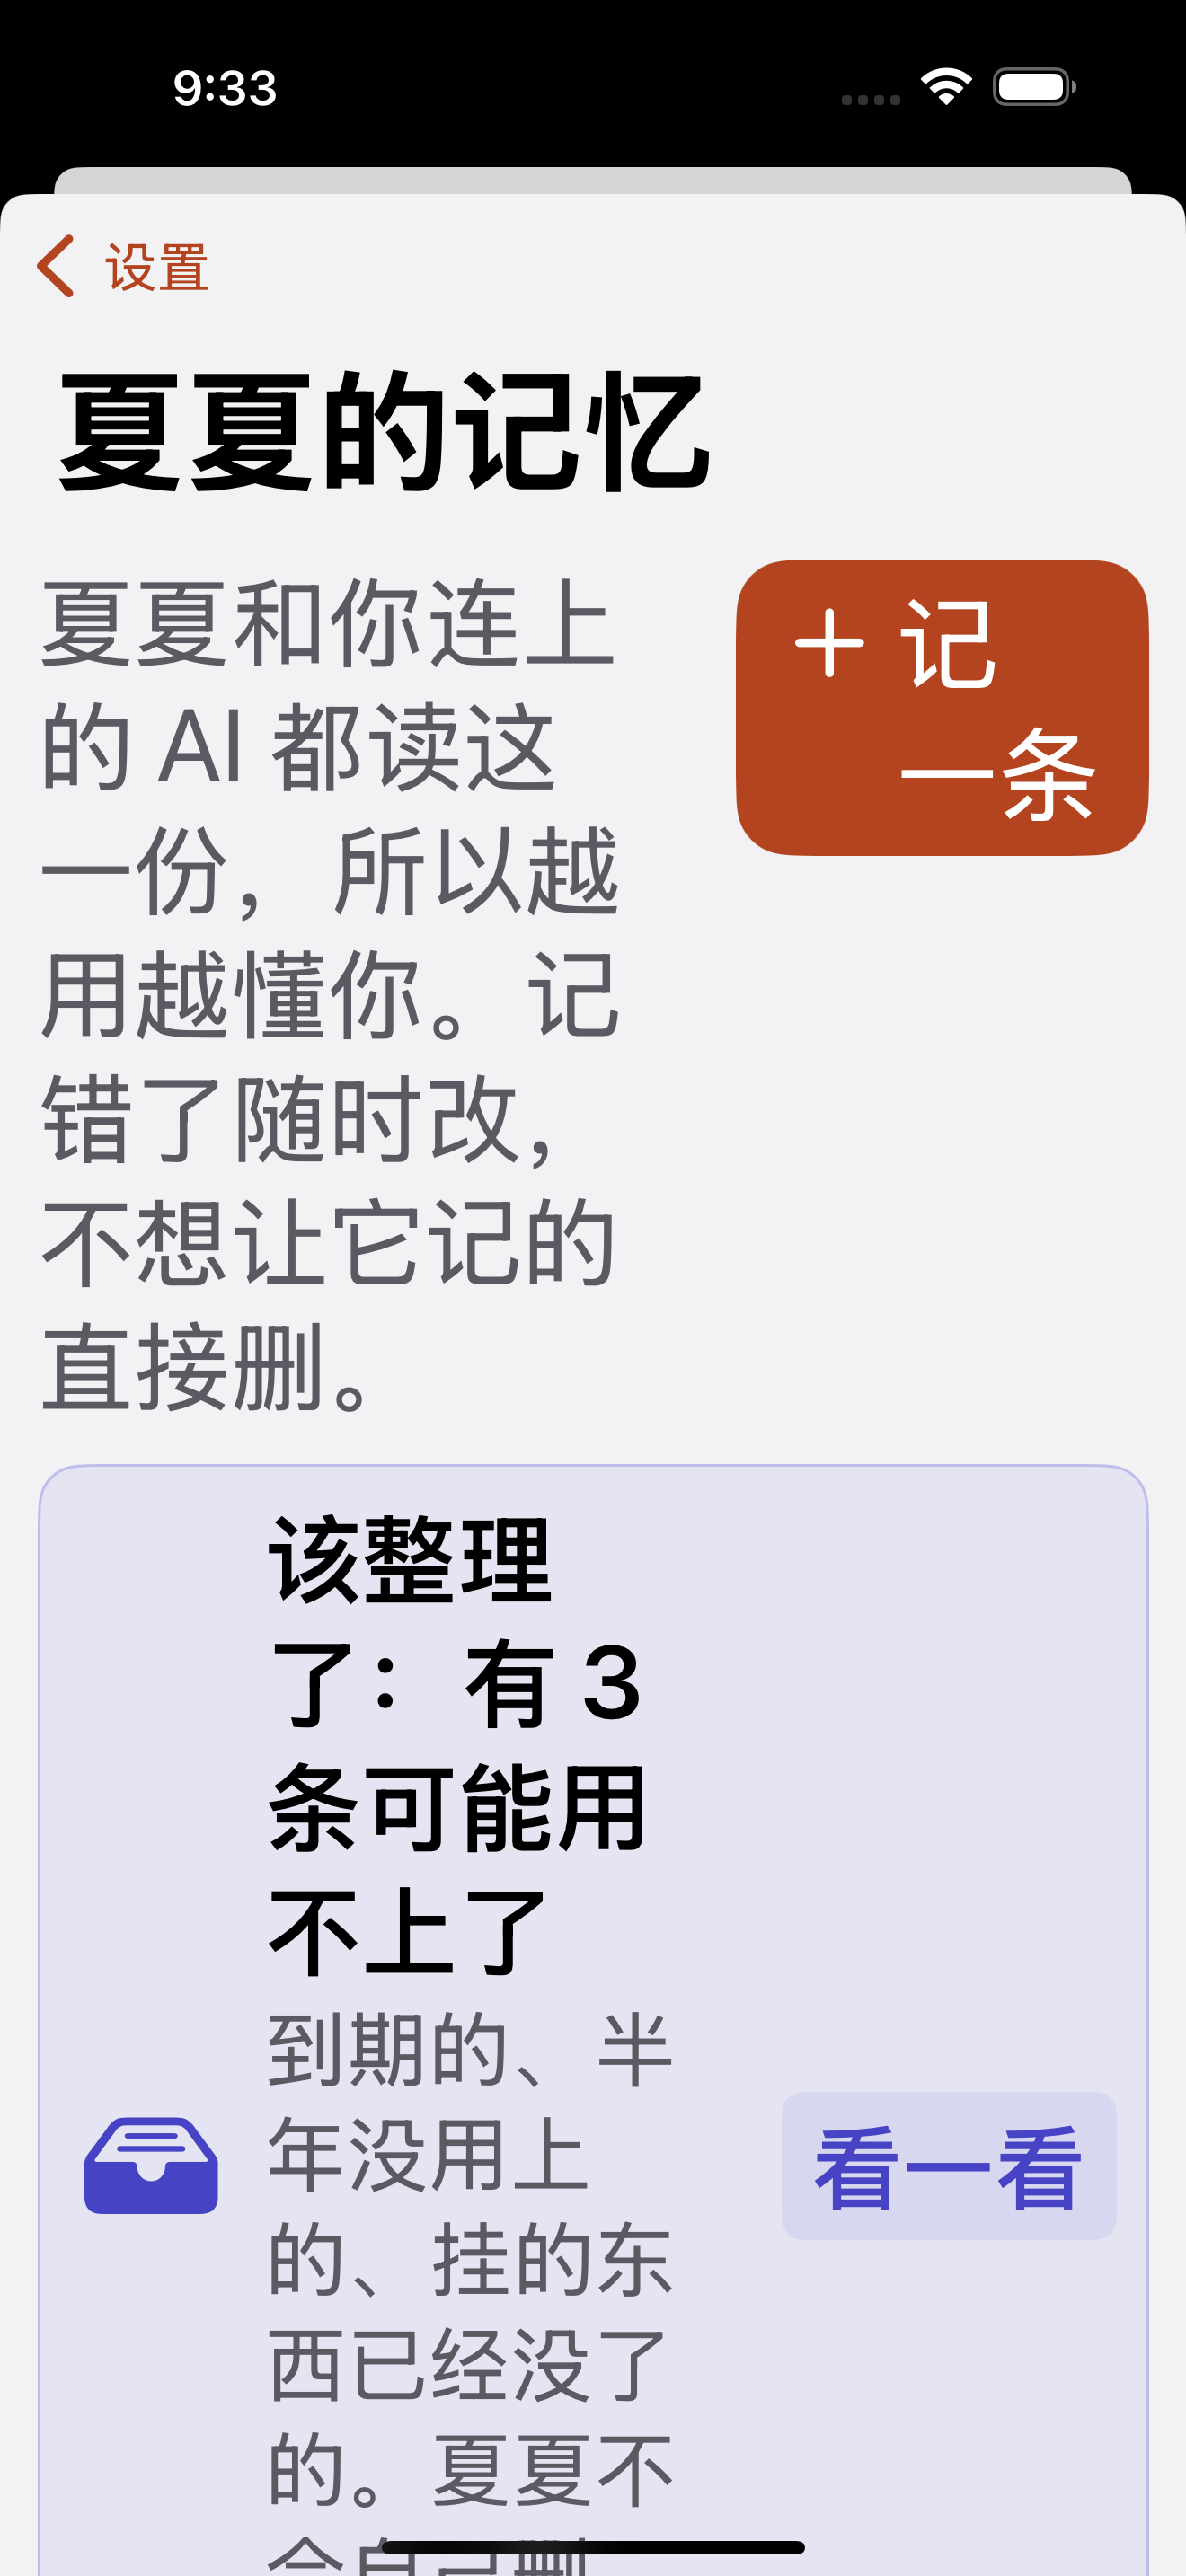 9:33
设置
夏夏的记忆
夏夏和你连上
的 AI 都读这
一份，所以越
用越懂你。记
错了随时改，
不想让它记的
直接删。
记
一条
该整理
了：有 3
条可能用
不上了
到期的、半
年没用上
的、挂的东
西已经没了
的。夏夏不
会自己删
看一看